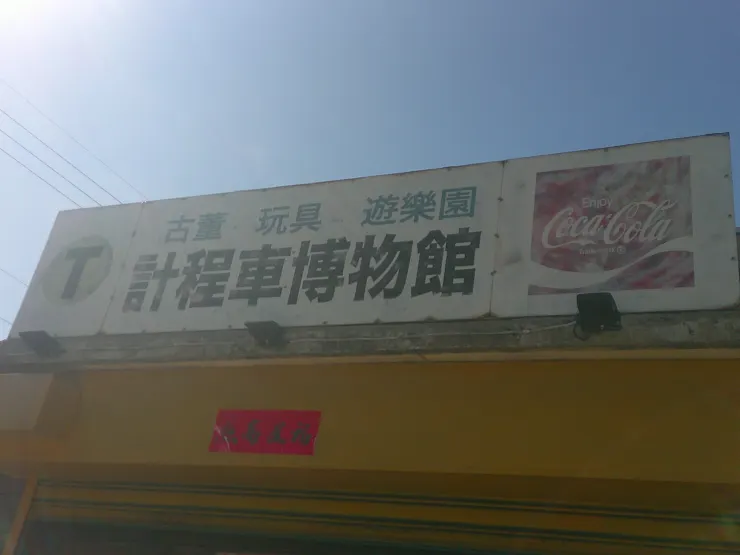 古董 玩具 遊樂園
T
計程車博物館
Enjoy
Coca-Cola